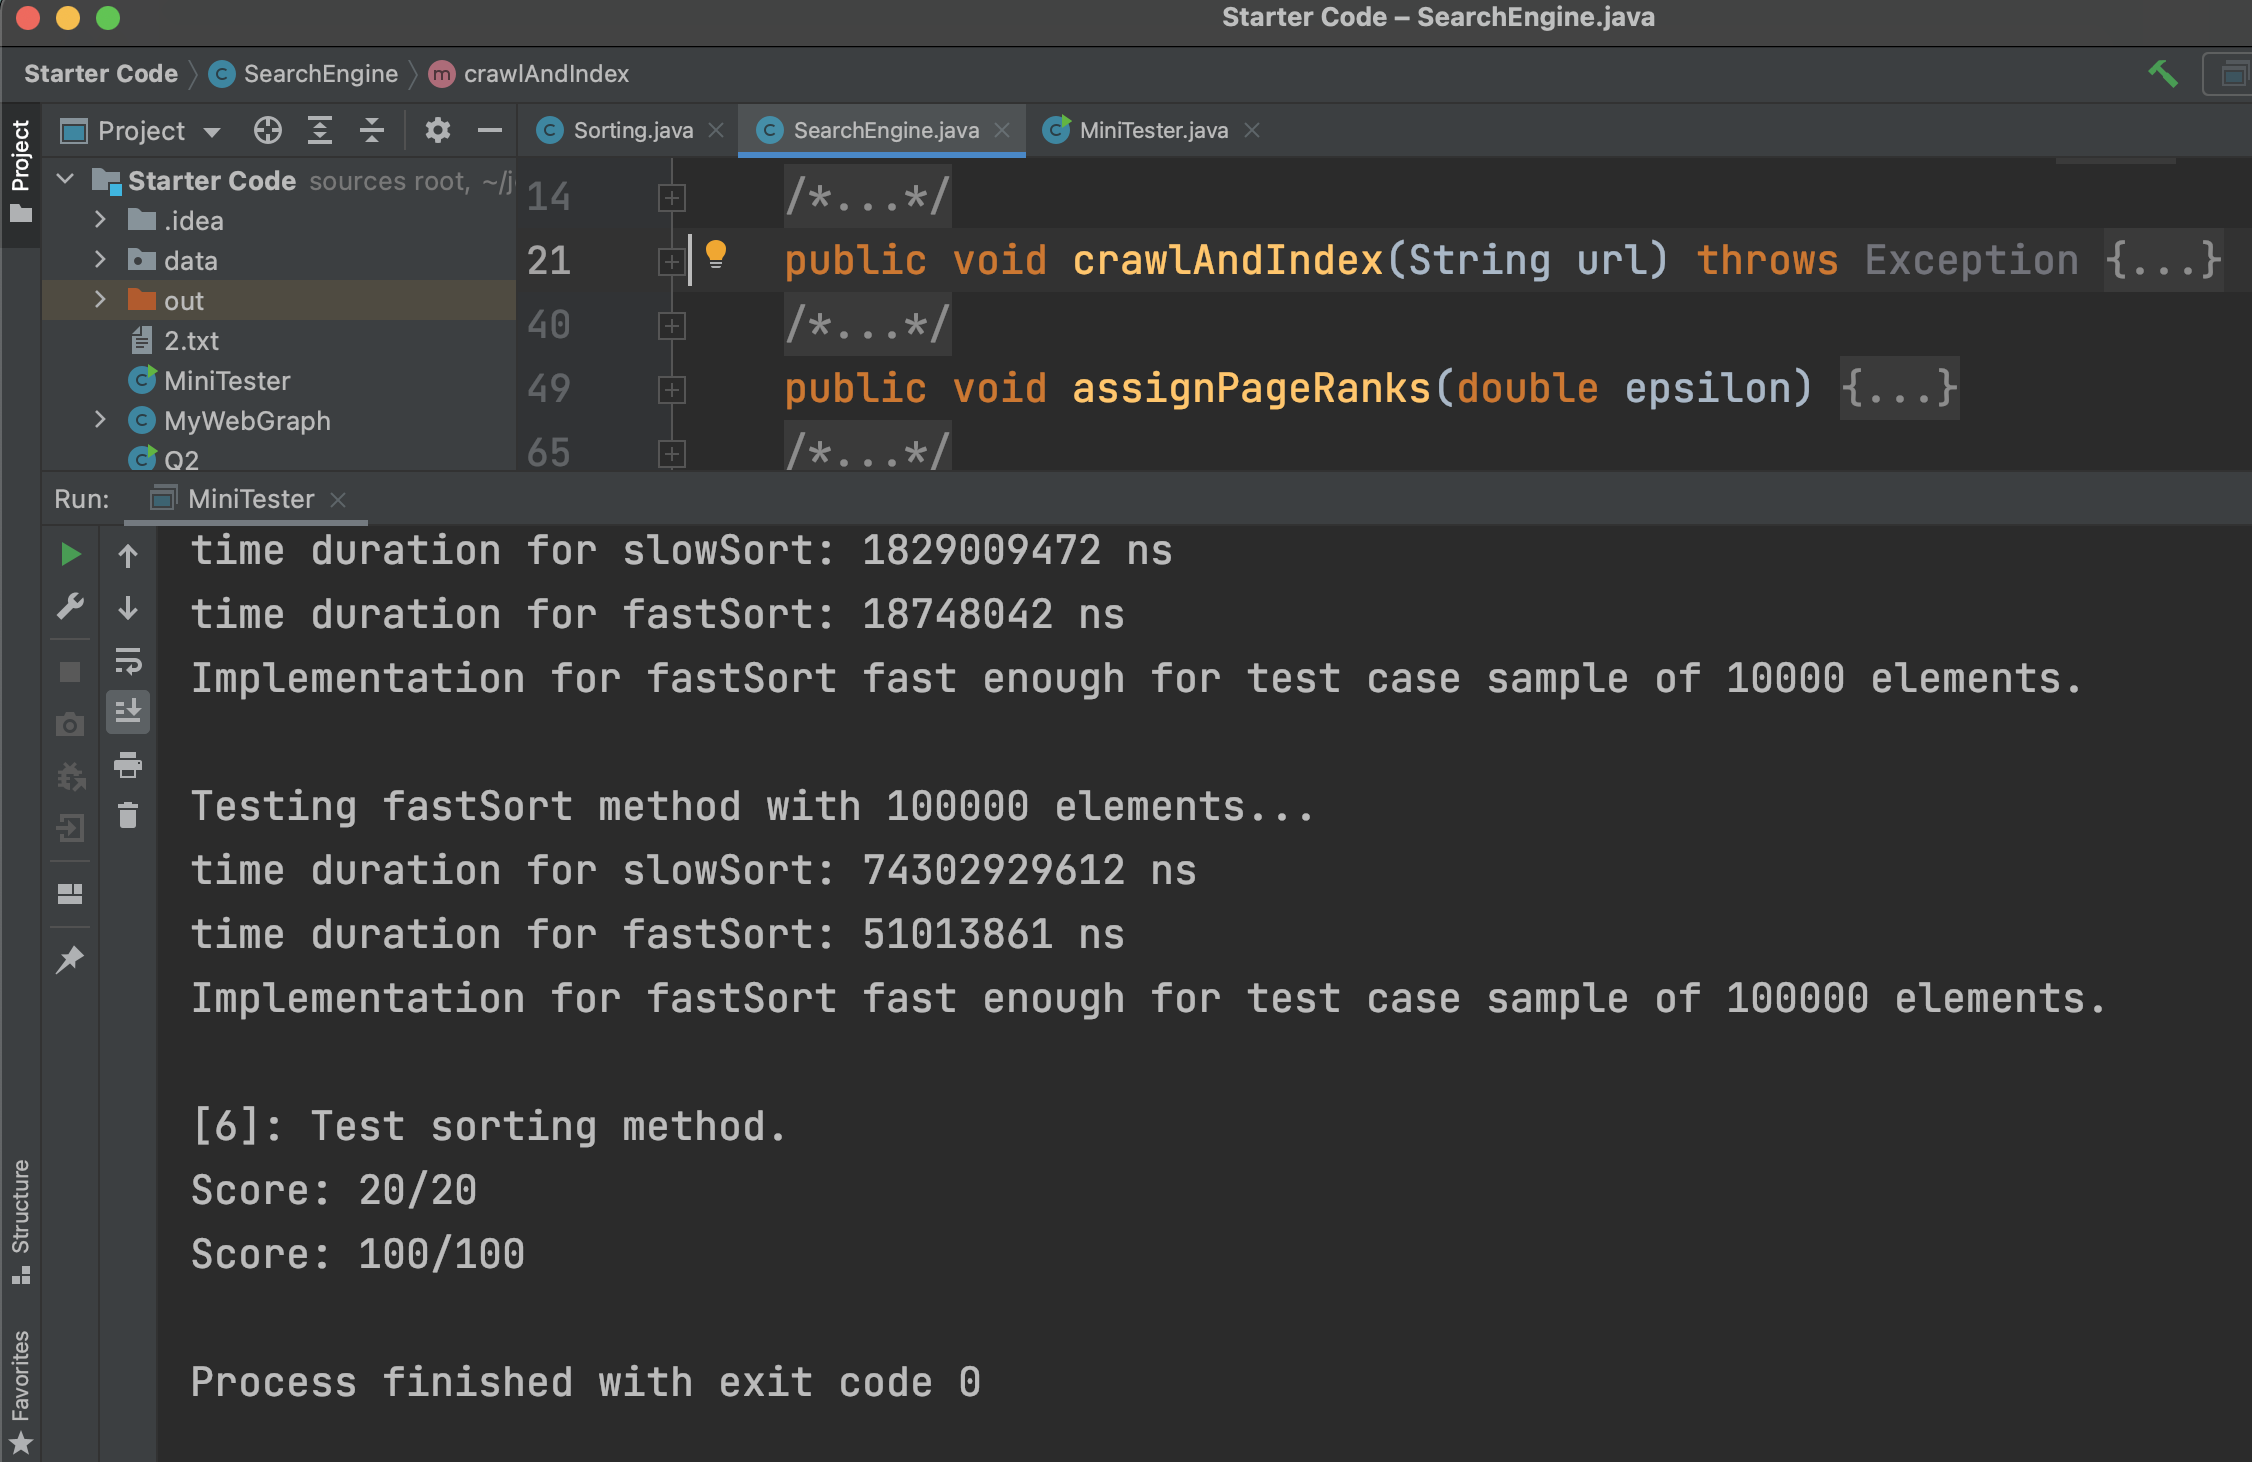 Starter Code – SearchEngine.java
Starter Code SearchEngine crawlAndIndex
Project
Project
Sorting.java SearchEngine.java MiniTester.java
Starter Code sources root, ~/j
.idea
data
out
2.txt
MiniTester
MyWebGraph
Q2
14 /*...*/
21 public void crawlAndIndex(String url) throws Exception {...}
40 /*...*/
49 public void assignPageRanks(double epsilon) {...}
65 /*...*/
Run: MiniTester
time duration for slowSort: 1829009472 ns
time duration for fastSort: 18748042 ns
Implementation for fastSort fast enough for test case sample of 10000 elements.
Testing fastSort method with 100000 elements...
time duration for slowSort: 74302929612 ns
time duration for fastSort: 51013861 ns
Implementation for fastSort fast enough for test case sample of 100000 elements.
[6]: Test sorting method.
Score: 20/20
Score: 100/100
Process finished with exit code 0
Structure
Favorites